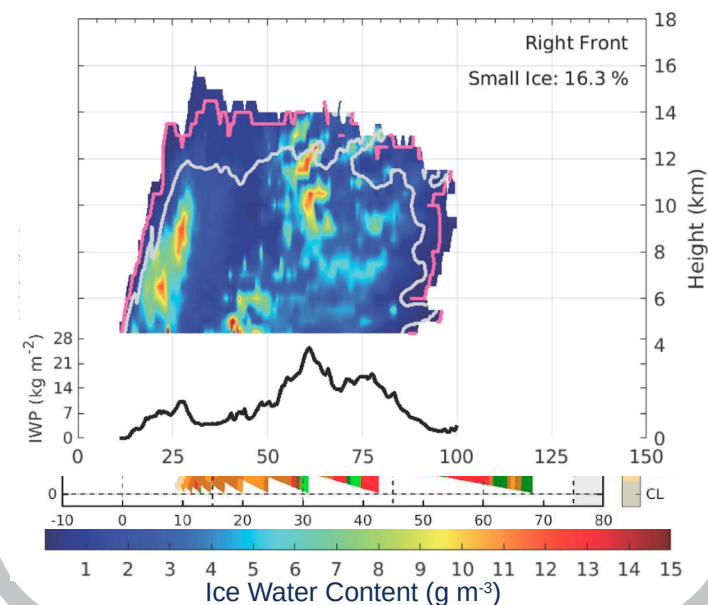 18
Right Front
16
Small Ice: 16.3 %
14
12
10
8
6
4
0
Height (km)
28
21
14
7
0
IWP (kg m-2)
0 25 50 75 100 125 150
0
CL
-10 0 10 20 30 40 50 60 70 80
1 2 3 4 5 6 7 8 9 10 11 12 13 14 15
Ice Water Content (g m-3)